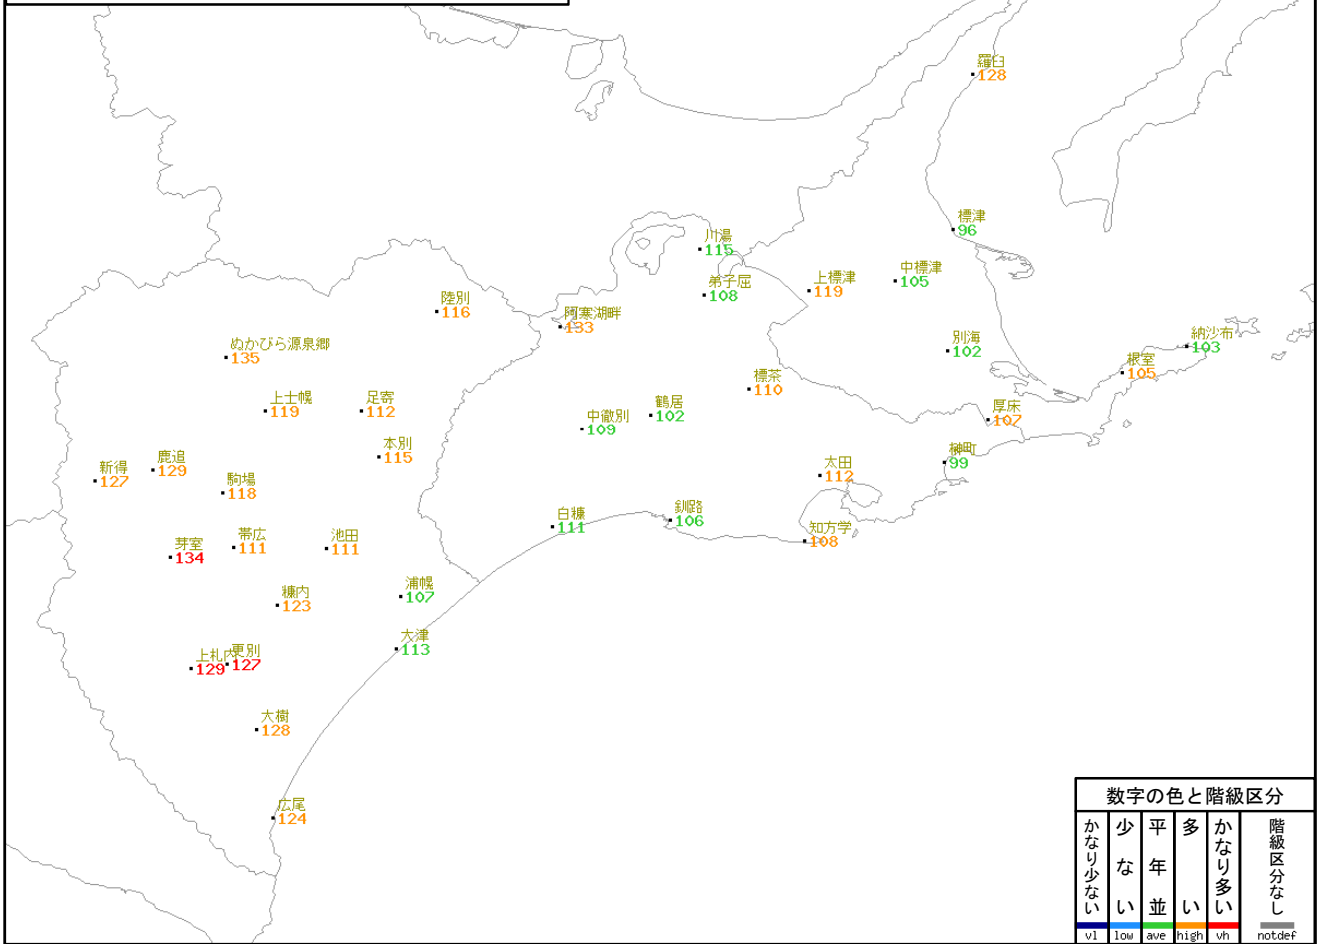 羅臼
128
標津
96
川湯
115
中標津
105
上標津
119
弟子屈
108
陸別
116
阿寒湖畔
133
ぬかびら源泉郷
135
別海
102
納沙布
103
根室
105
標茶
110
上士幌
119
足寄
112
鶴居
102
中徹別
109
厚床
107
本別
115
榊町
99
鹿追
129
新得
127
太田
112
駒場
118
釧路
106
白糠
111
知方学
108
帯広
111
池田
111
芽室
134
浦幌
107
糠内
123
大津
113
更別
127
上札内
129
大樹
128
広尾
124
数字の色と階級区分
かなり少ない
少ない
平年並
多い
かなり多い
階級区分なし
vl low ave high vh notdef